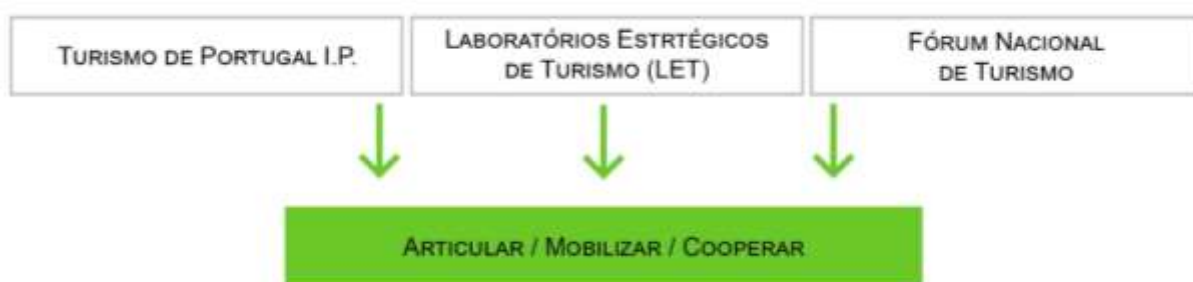 TURISMO DE PORTUGAL I.P.
LABORATÓRIOS ESTRTÉGICOS
DE TURISMO (LET)
FÓRUM NACIONAL
DE TURISMO
ARTICULAR / MOBILIZAR / COOPERAR